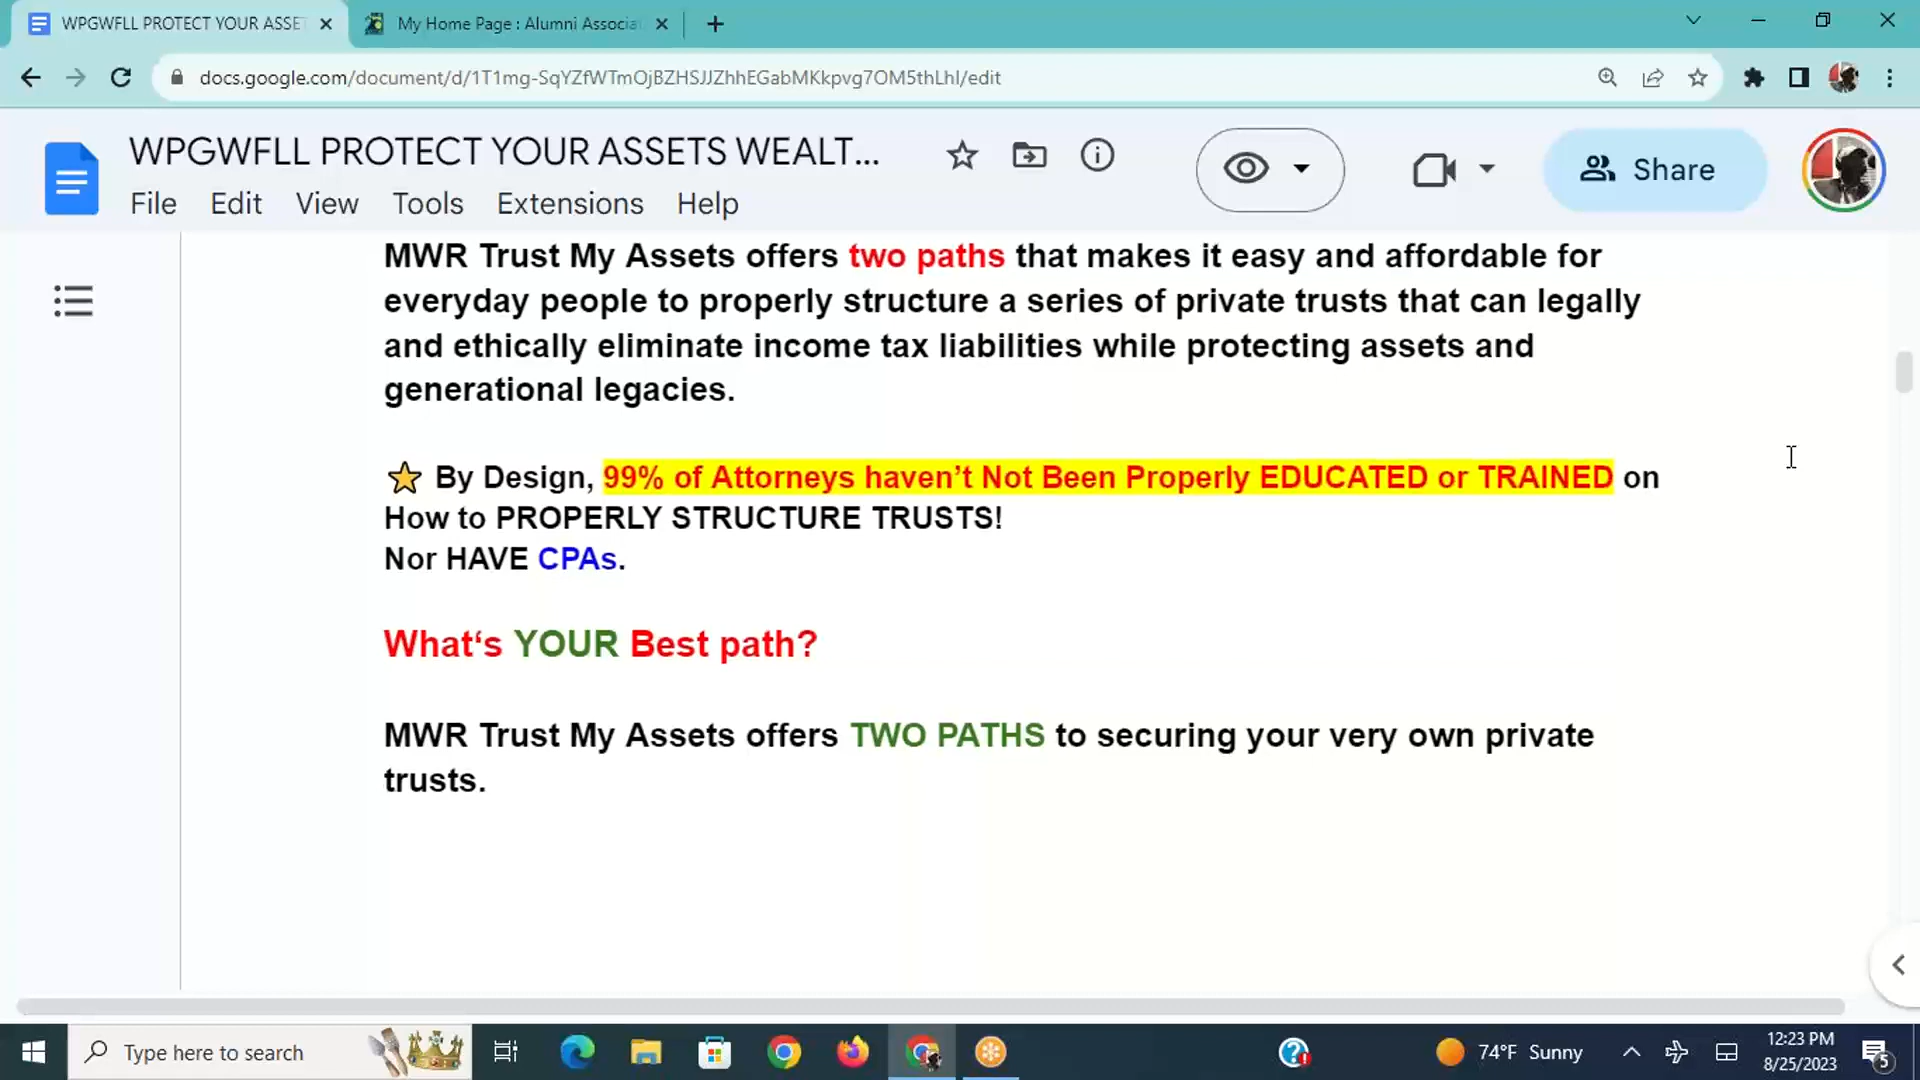 WPGWFLL PROTECT YOUR ASSE
My Home Page : Alumni Associa
docs.google.com/document/d/1T1mg-SqYZfWTmOjBZHSJJZhhEGabMKkpvg7OM5thLhI/edit
WPGWFLL PROTECT YOUR ASSETS WEALT...
Share
File Edit View Tools Extensions Help
MWR Trust My Assets offers two paths that makes it easy and affordable for
everyday people to properly structure a series of private trusts that can legally
and ethically eliminate income tax liabilities while protecting assets and
generational legacies.
⭐ By Design, 99% of Attorneys haven’t Not Been Properly EDUCATED or TRAINED on
How to PROPERLY STRUCTURE TRUSTS!
Nor HAVE CPAs.
What‘s YOUR Best path?
MWR Trust My Assets offers TWO PATHS to securing your very own private
trusts.
Type here to search
74°F Sunny
12:23 PM
8/25/2023
5